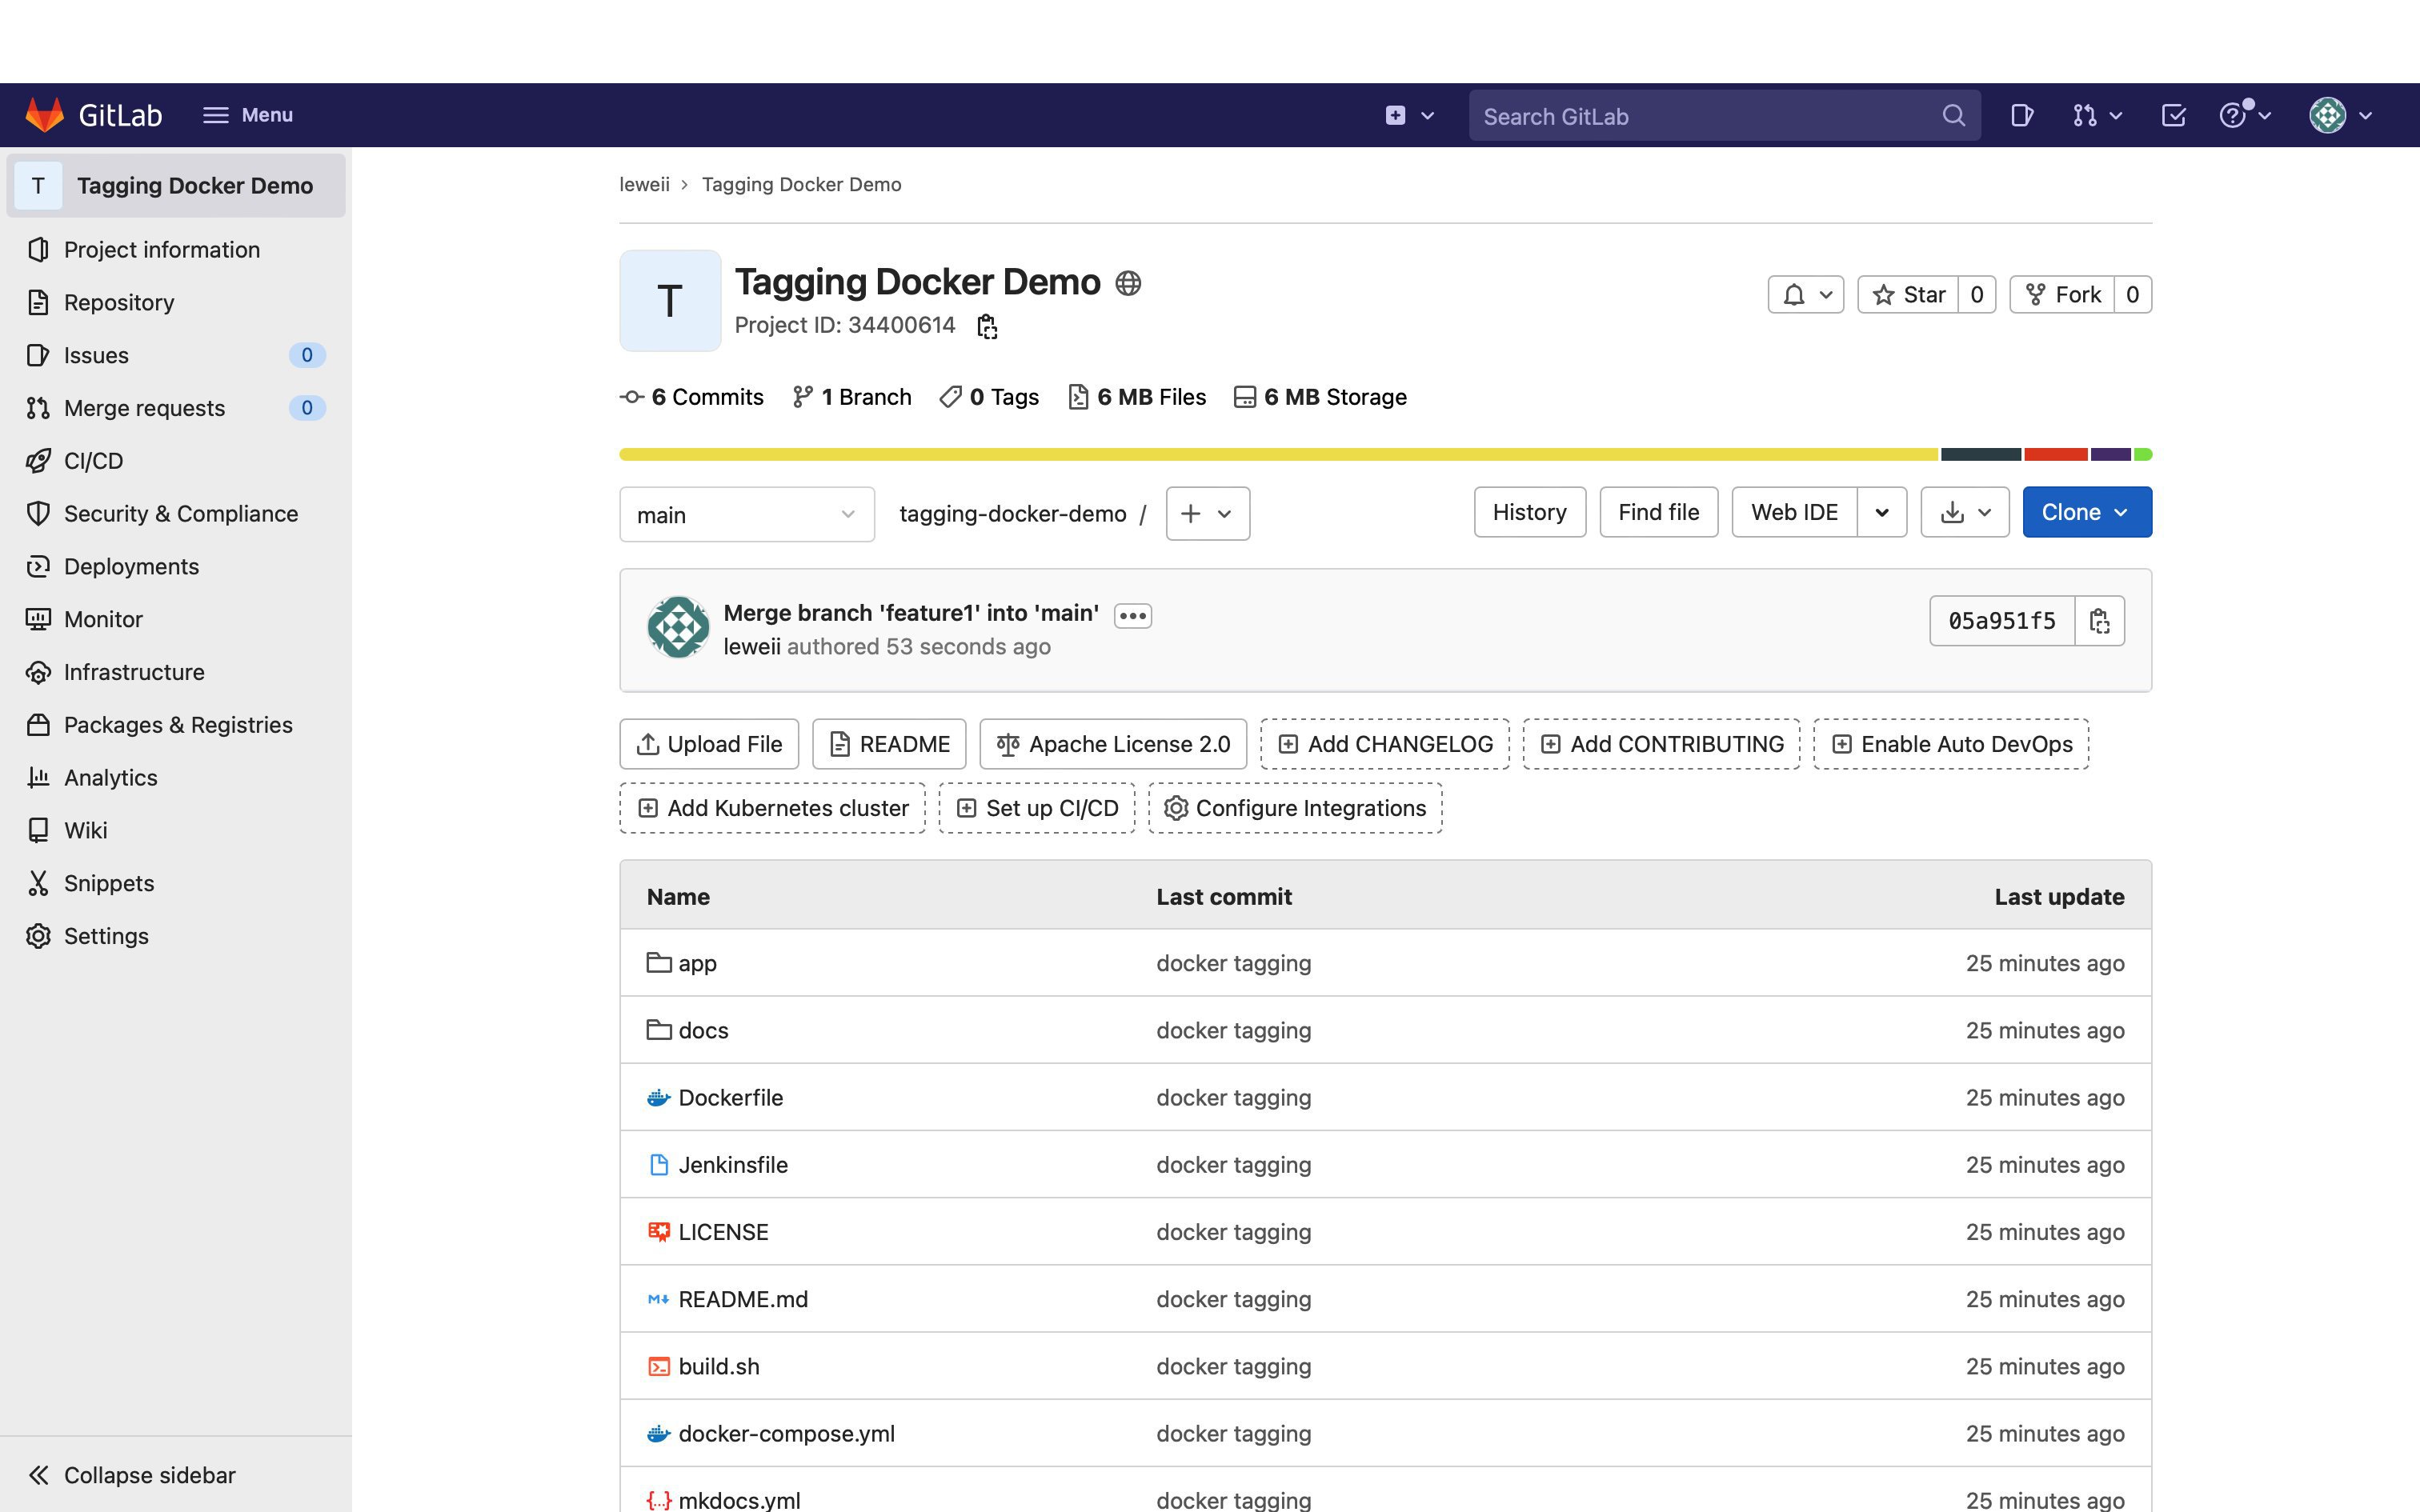 GitLab Menu Search GitLab
T Tagging Docker Demo
Project information
Repository
Issues 0
Merge requests 0
CI/CD
Security & Compliance
Deployments
Monitor
Infrastructure
Packages & Registries
Analytics
Wiki
Snippets
Settings
Collapse sidebar
leweii › Tagging Docker Demo
T
Tagging Docker Demo
Project ID: 34400614
Star 0 Fork 0
6 Commits 1 Branch 0 Tags 6 MB Files 6 MB Storage
main tagging-docker-demo / + History Find file Web IDE Clone
Merge branch 'feature1' into 'main'
leweii authored 53 seconds ago
05a951f5
Upload File README Apache License 2.0 Add CHANGELOG Add CONTRIBUTING Enable Auto DevOps
Add Kubernetes cluster Set up CI/CD Configure Integrations
Name Last commit Last update
app docker tagging 25 minutes ago
docs docker tagging 25 minutes ago
Dockerfile docker tagging 25 minutes ago
Jenkinsfile docker tagging 25 minutes ago
LICENSE docker tagging 25 minutes ago
README.md docker tagging 25 minutes ago
build.sh docker tagging 25 minutes ago
docker-compose.yml docker tagging 25 minutes ago
mkdocs.yml docker tagging 25 minutes ago